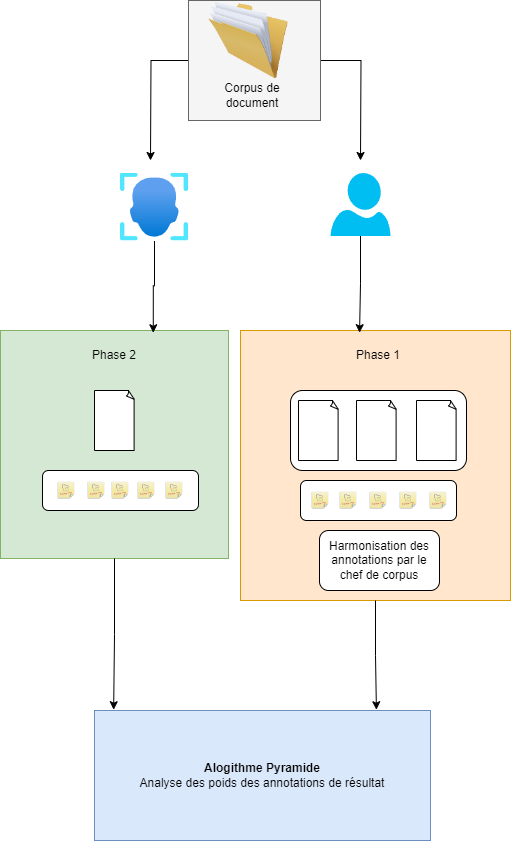 Corpus de
document
Phase 2
Phase 1
Harmonisation des
annotations par le
chef de corpus
Alogithme Pyramide
Analyse des poids des annotations de résultat